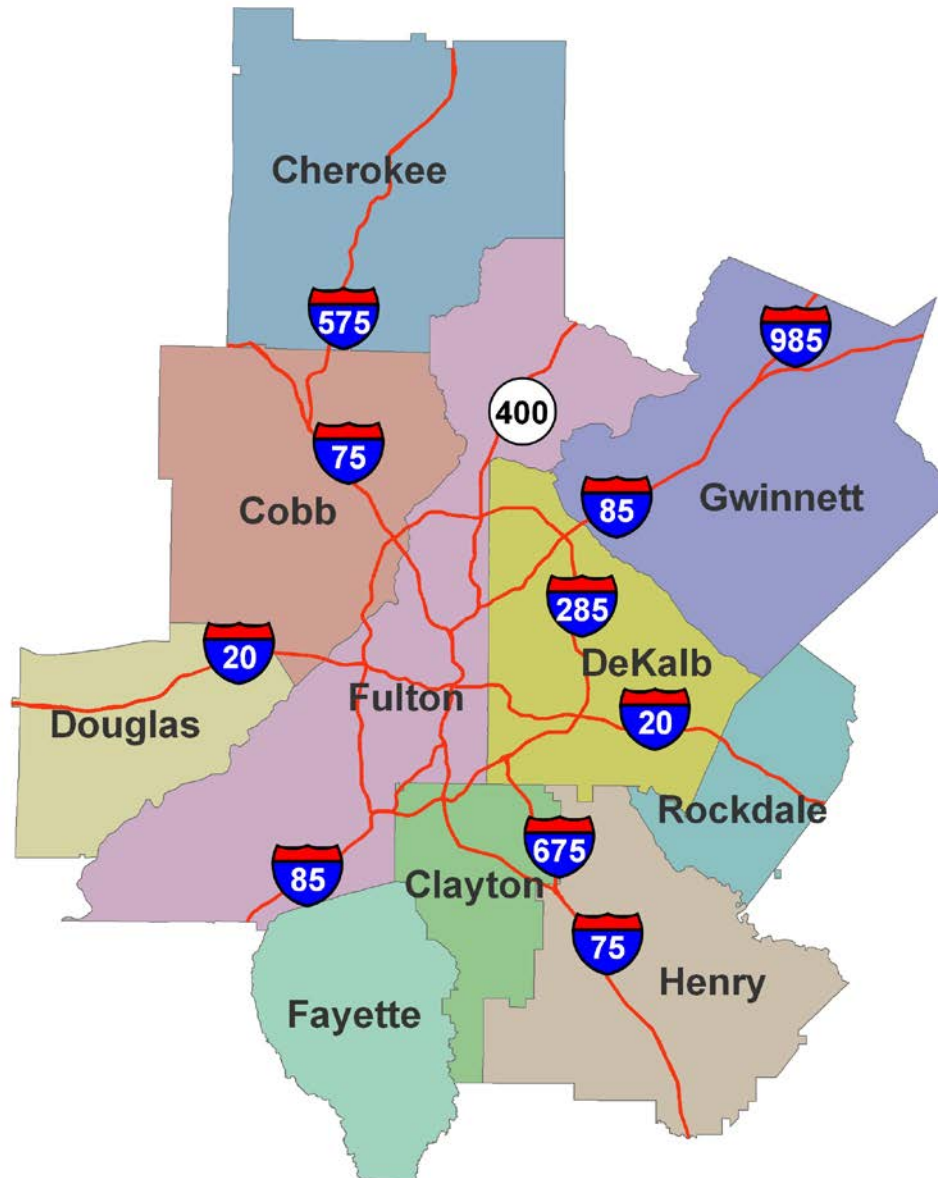 Cherokee
575
985
400
75
Cobb
85
Gwinnett
285
20
DeKalb
Fulton
20
Douglas
Rockdale
675
85
Clayton
75
Henry
Fayette